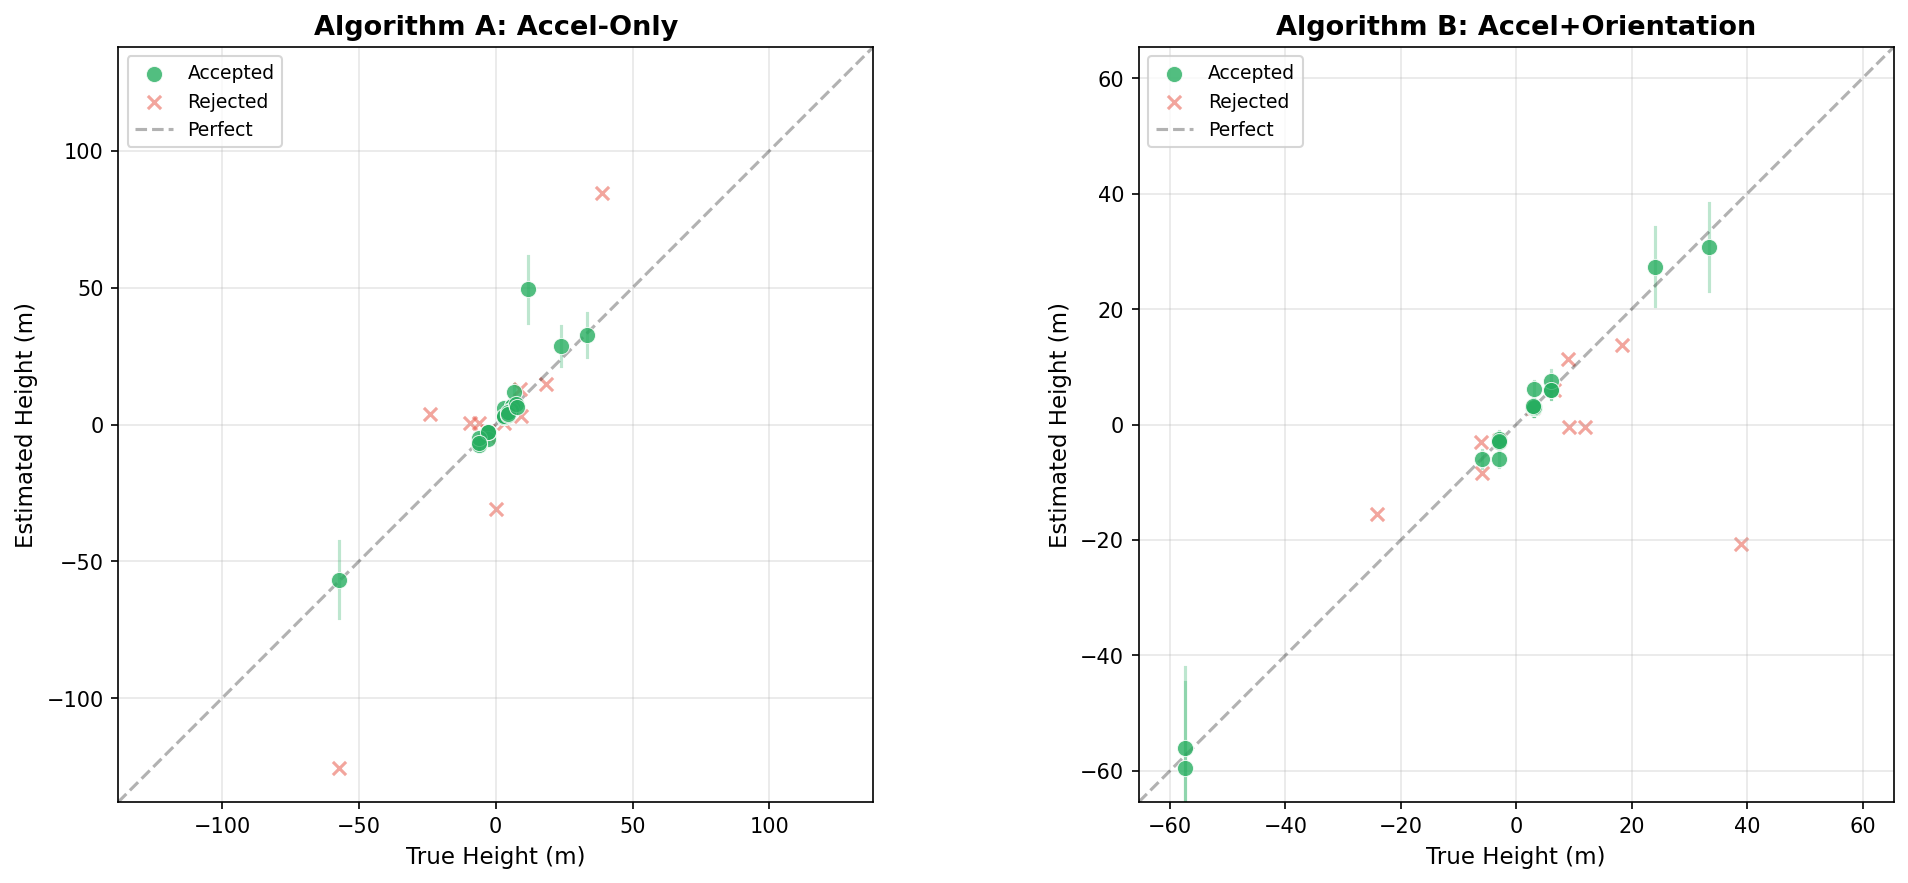 Algorithm A: Accel-Only
Accepted
Rejected
Perfect
100
50
0
−50
−100
−100
−50
0
50
100
Estimated Height (m)
True Height (m)
Algorithm B: Accel+Orientation
Accepted
Rejected
Perfect
60
40
20
0
−20
−40
−60
−60
−40
−20
0
20
40
60
Estimated Height (m)
True Height (m)